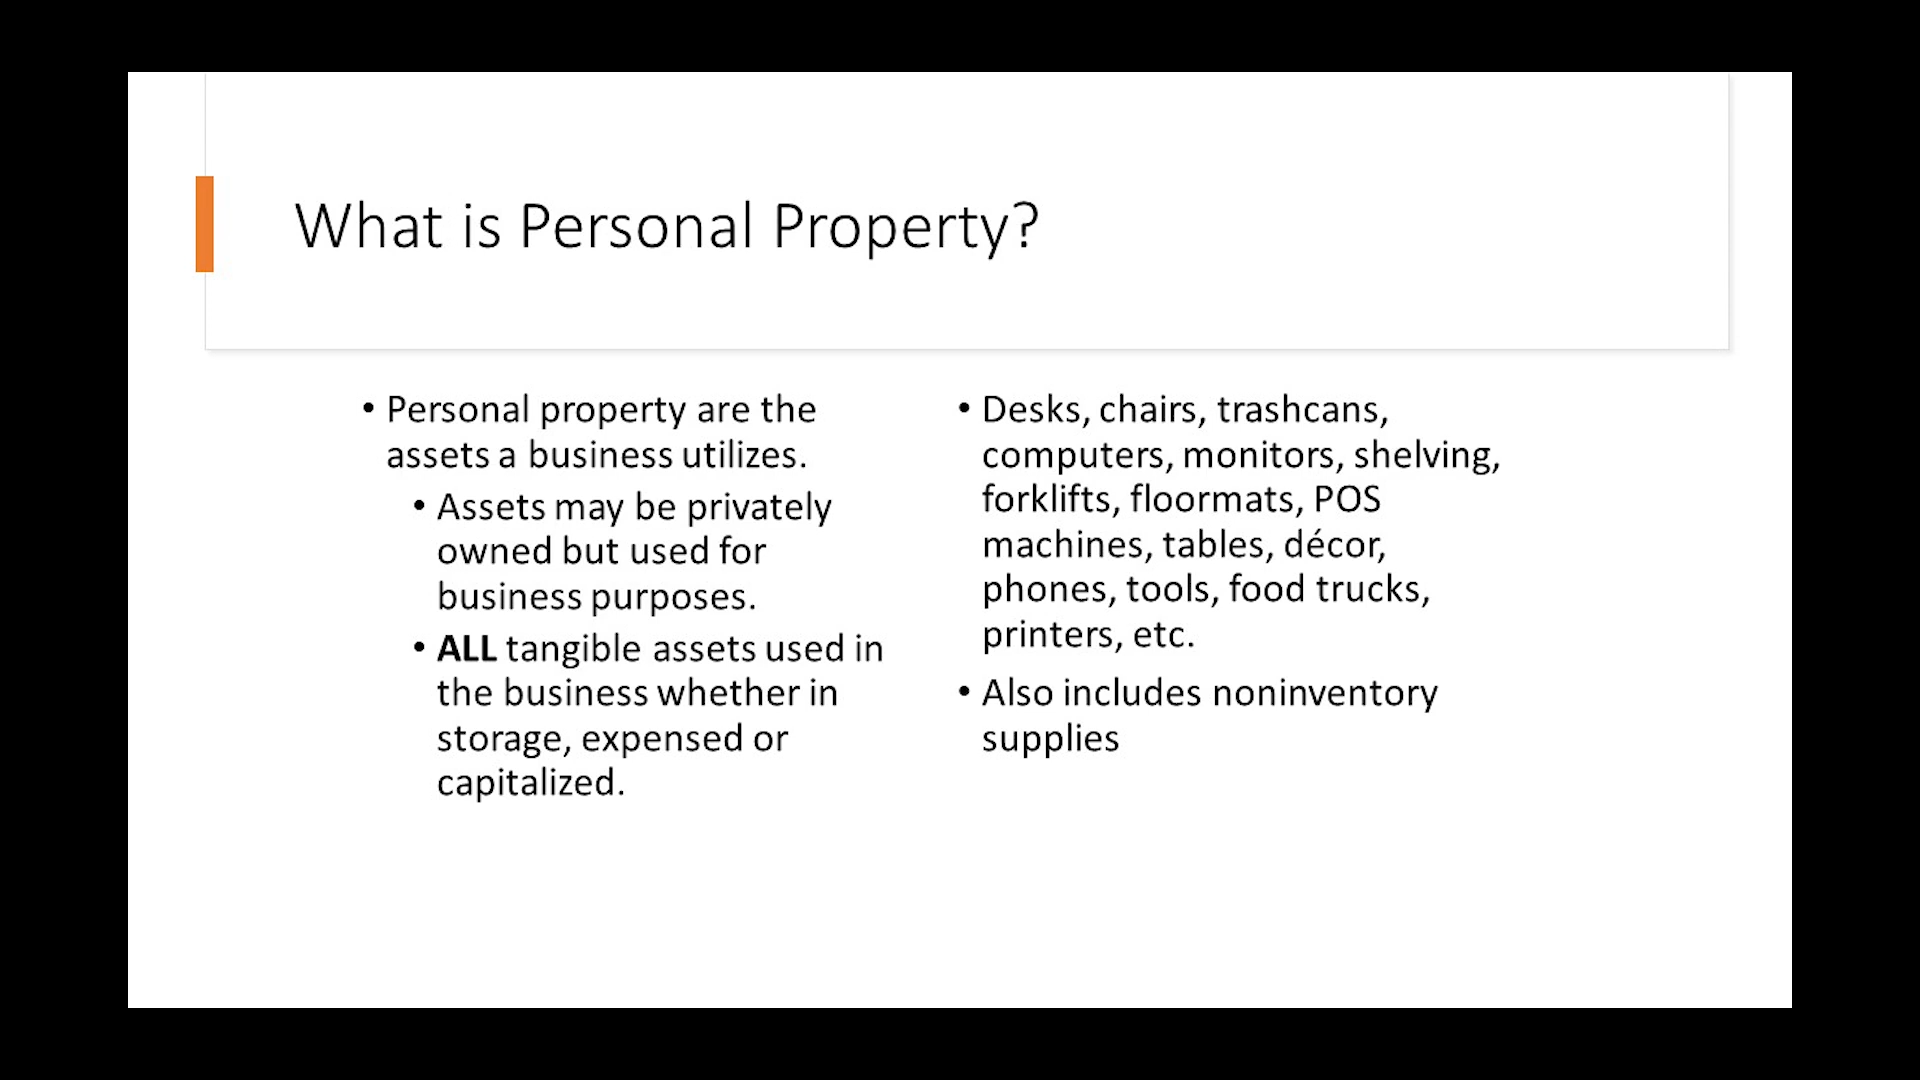 What is Personal Property?
• Personal property are the
assets a business utilizes.
• Assets may be privately
owned but used for
business purposes.
• ALL tangible assets used in
the business whether in
storage, expensed or
capitalized.
• Desks, chairs, trashcans,
computers, monitors, shelving,
forklifts, floormats, POS
machines, tables, décor,
phones, tools, food trucks,
printers, etc.
• Also includes noninventory
supplies